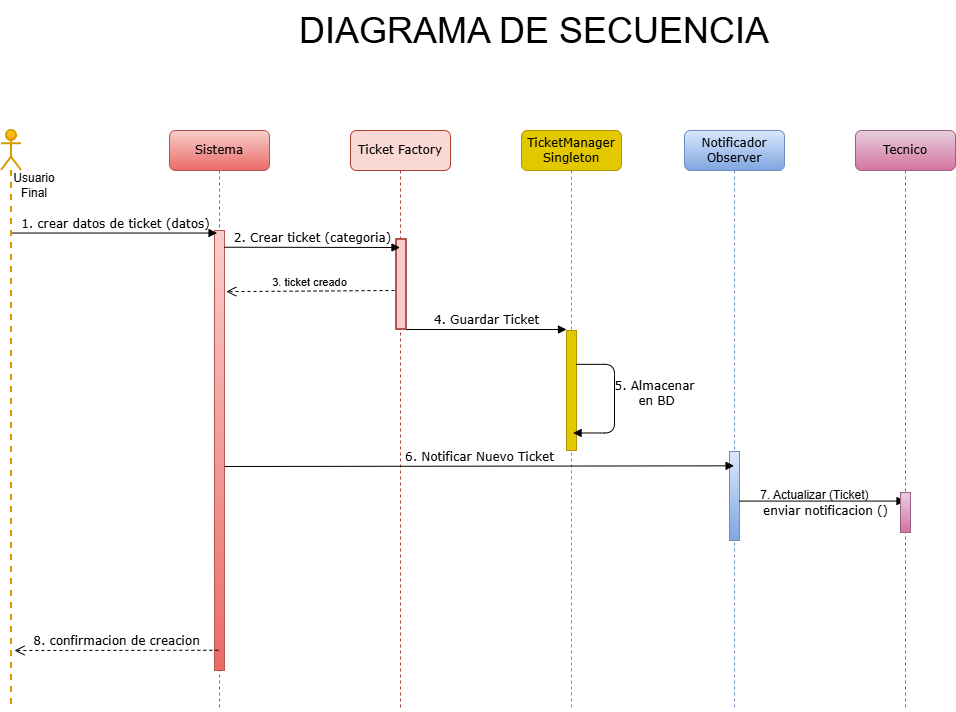 DIAGRAMA DE SECUENCIA
Usuario
Final
Sistema
Ticket Factory
TicketManager
Singleton
Notificador
Observer
Tecnico
1. crear datos de ticket (datos)
2. Crear ticket (categoria)
3. ticket creado
4. Guardar Ticket
5. Almacenar
en BD
6. Notificar Nuevo Ticket
7. Actualizar (Ticket)
enviar notificacion ()
8. confirmacion de creacion